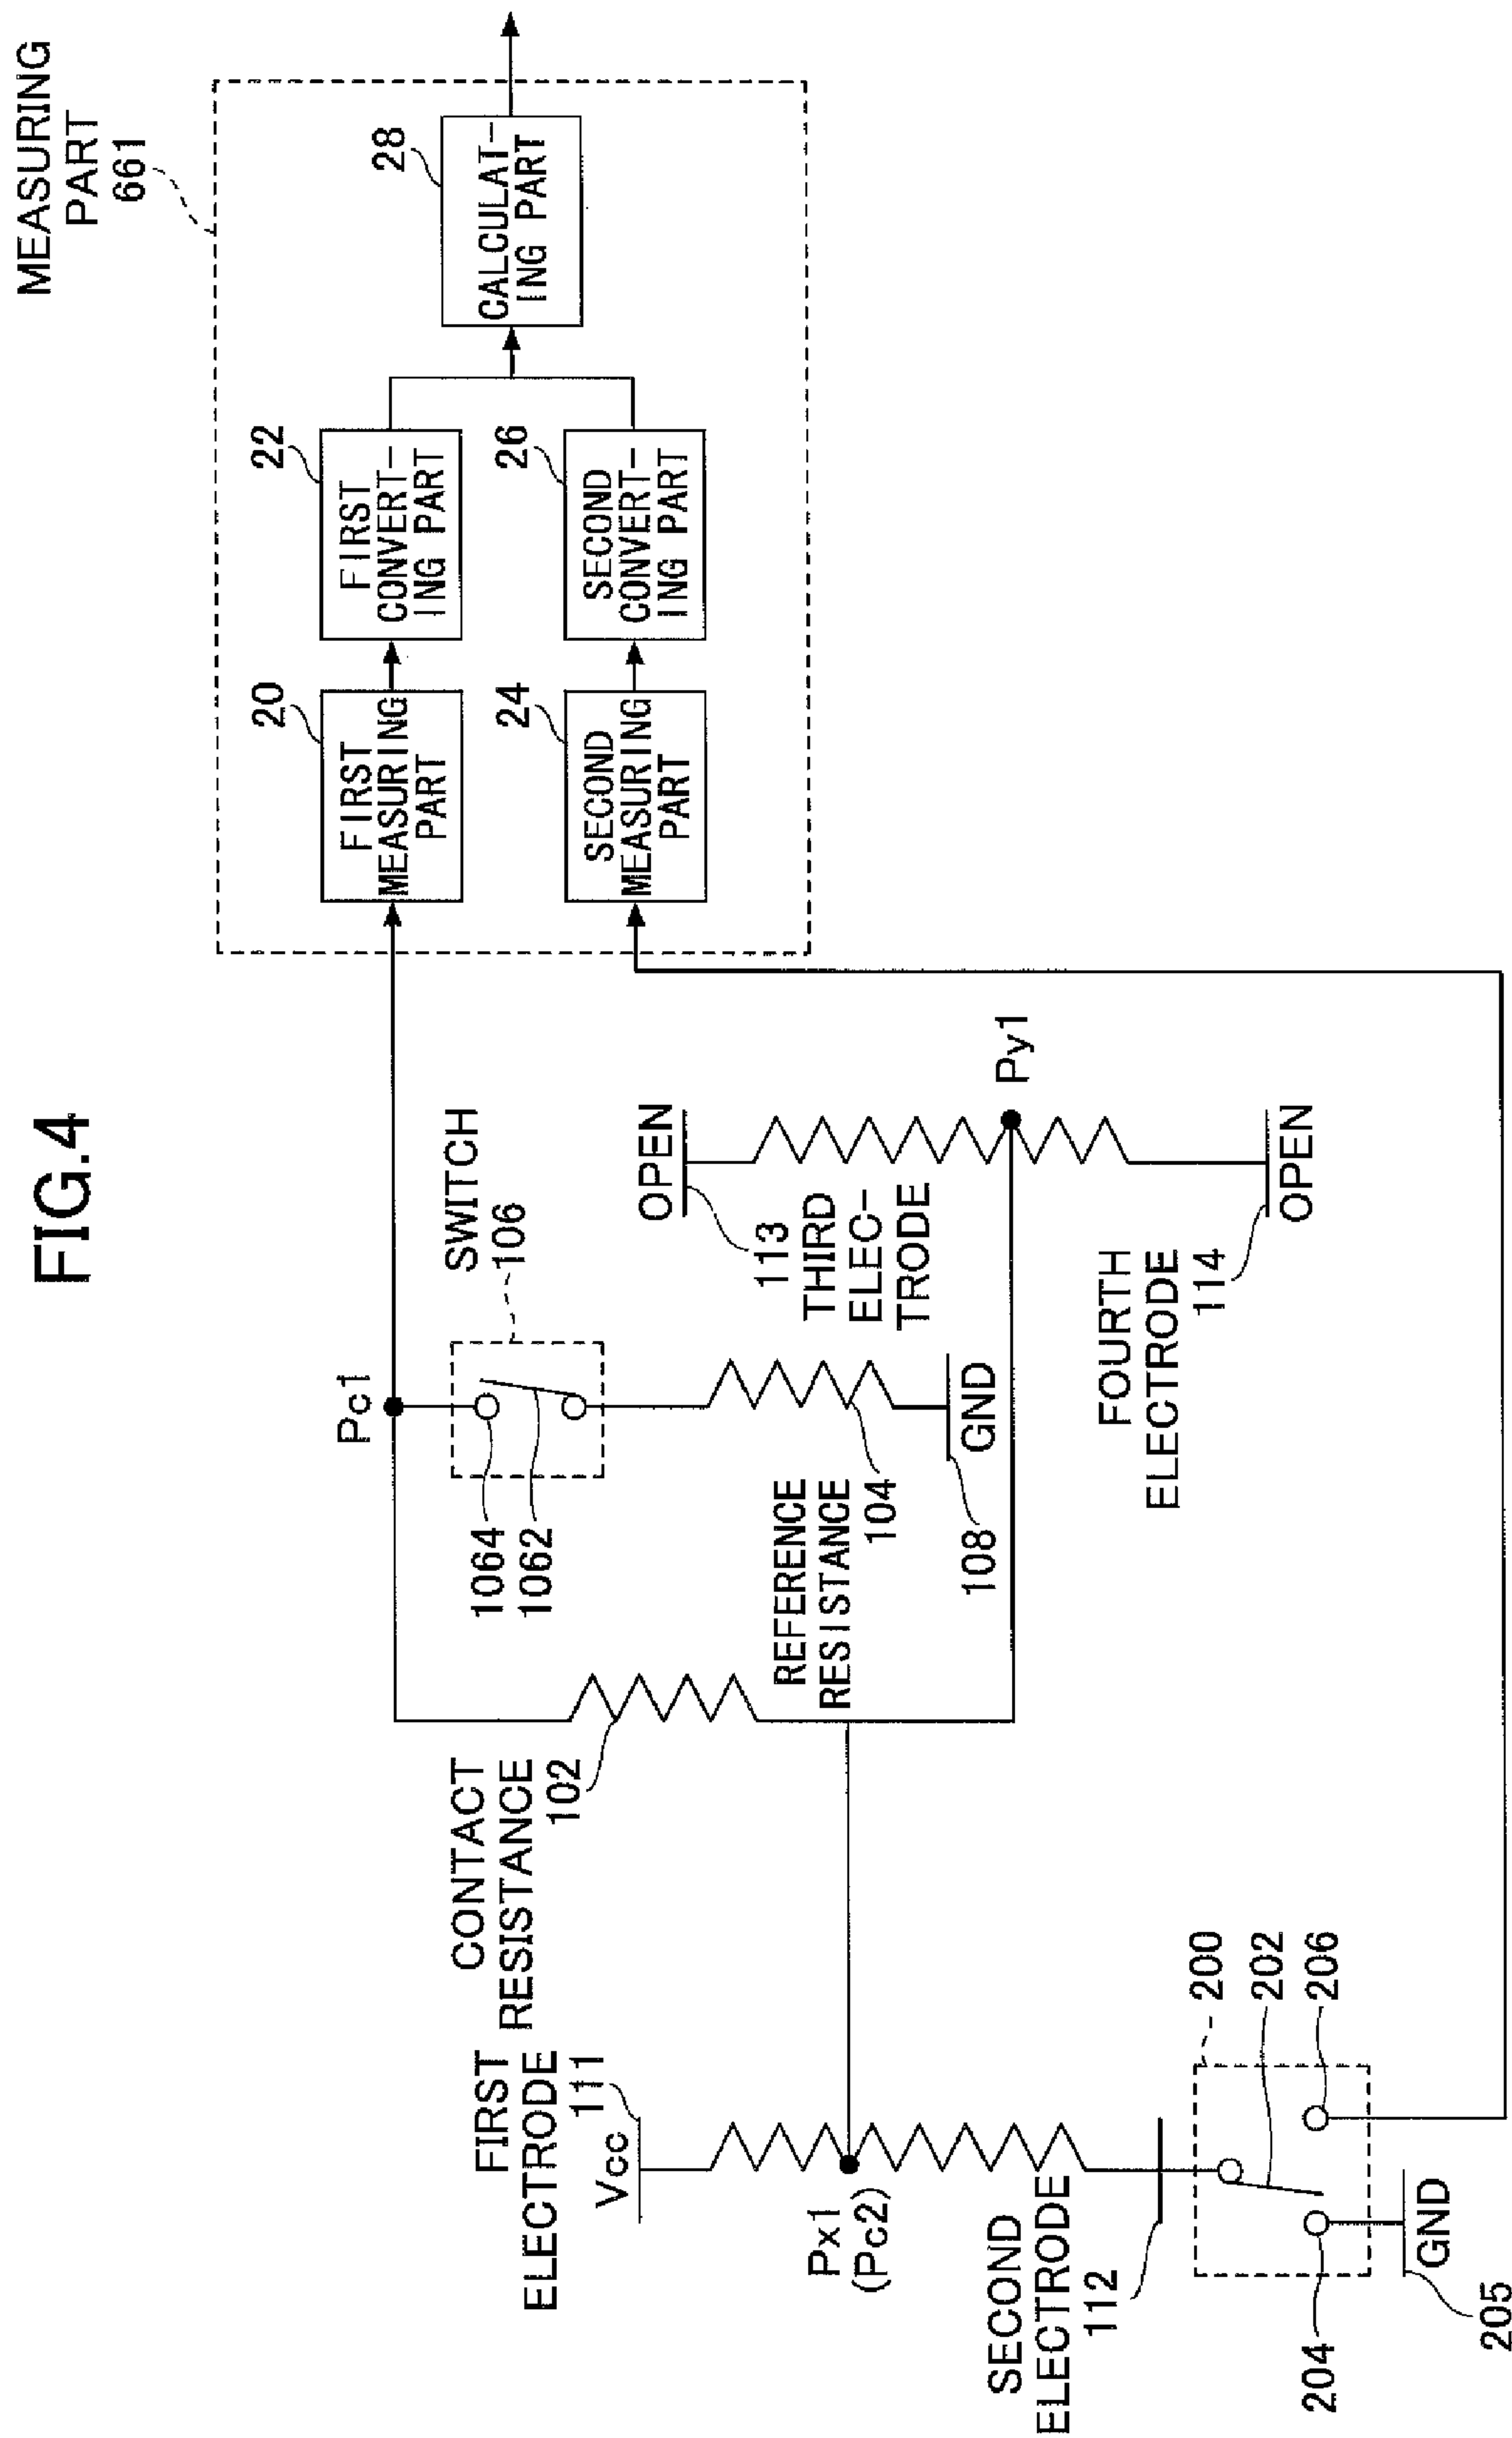 FIG.4
MEASURING
PART
661
FIRST
MEASURING
PART
20
FIRST
CONVERT-
ING PART
22
SECOND
MEASURING
PART
24
SECOND
CONVERT-
ING PART
26
CALCULAT-
ING PART
28
Pc1
SWITCH
106
1064
1062
CONTACT
RESISTANCE
102
REFERENCE
RESISTANCE
104
108
GND
OPEN
113
THIRD
ELEC-
TRODE
Py1
FOURTH
ELECTRODE
114
OPEN
FIRST
ELECTRODE
111
Vcc
Px1
(Pc2)
SECOND
ELECTRODE
112
200
202
206
204
GND
205